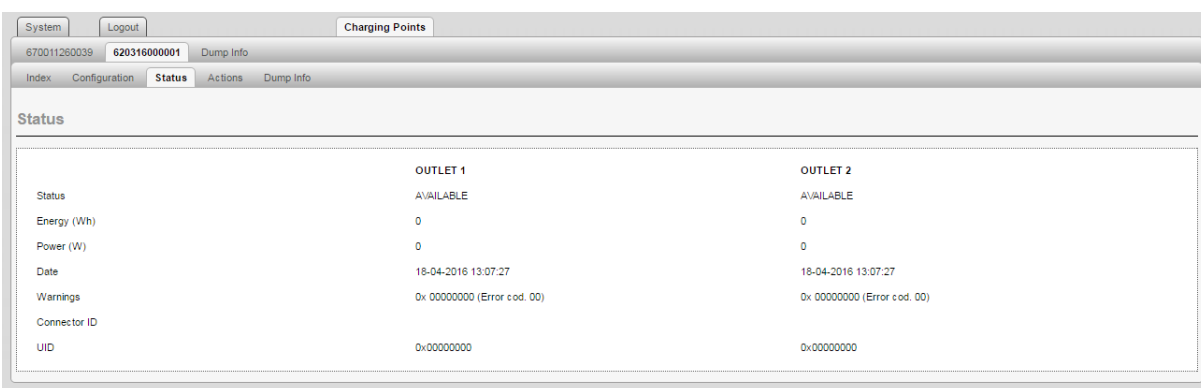 System Logout Charging Points
670011260039 620316000001 Dump Info
Index Configuration Status Actions Dump Info
Status
OUTLET 1 OUTLET 2
Status AVAILABLE AVAILABLE
Energy (Wh) 0 0
Power (W) 0 0
Date 18-04-2016 13:07:27 18-04-2016 13:07:27
Warnings 0x 00000000 (Error cod. 00) 0x 00000000 (Error cod. 00)
Connector ID
UID 0x00000000 0x00000000